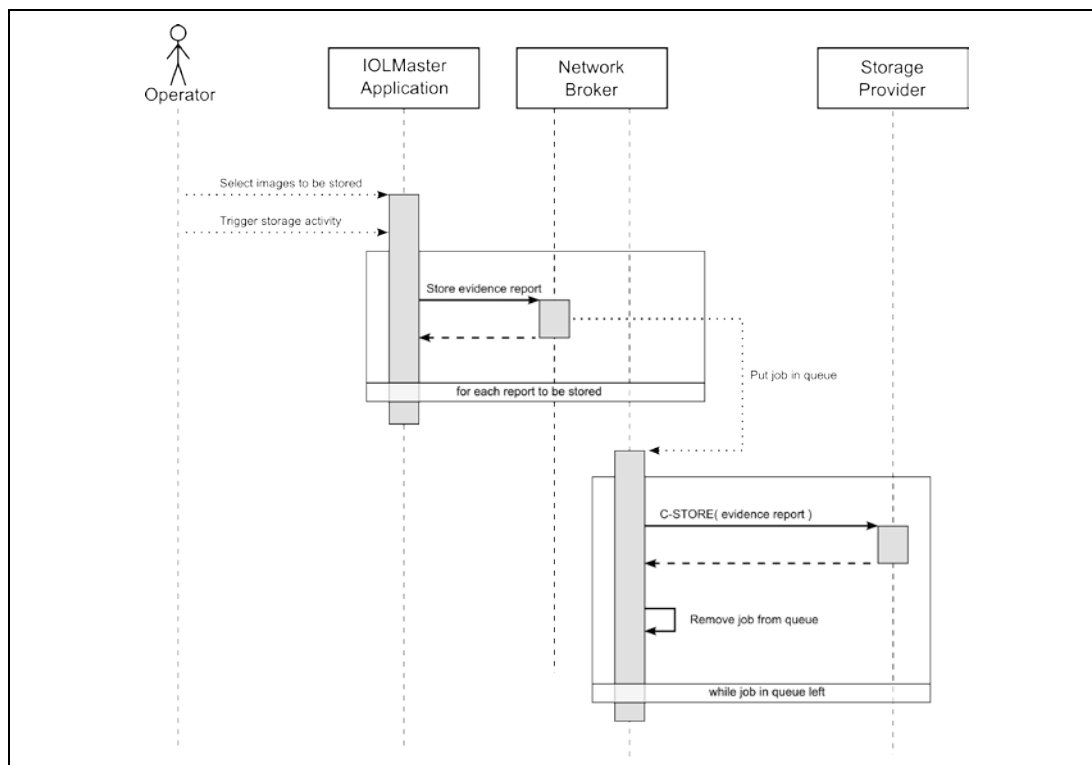 Operator
IOLMaster
Application
Network
Broker
Storage
Provider
Select images to be stored
Trigger storage activity
Store evidence report
Put job in queue
for each report to be stored
C-STORE( evidence report )
Remove job from queue
while job in queue left